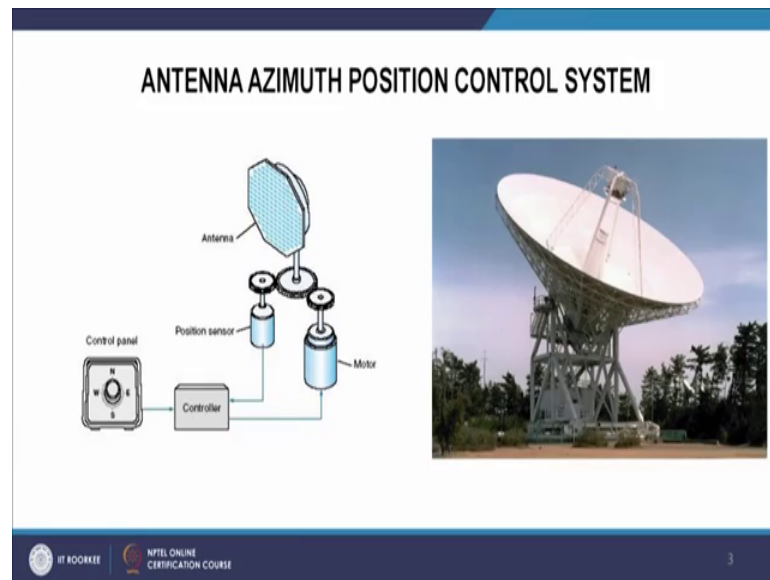 ANTENNA AZIMUTH POSITION CONTROL SYSTEM
Antenna
Position sensor
Motor
Control panel
N
W E
S
Controller
IIT ROORKEE
NPTEL ONLINE
CERTIFICATION COURSE
3